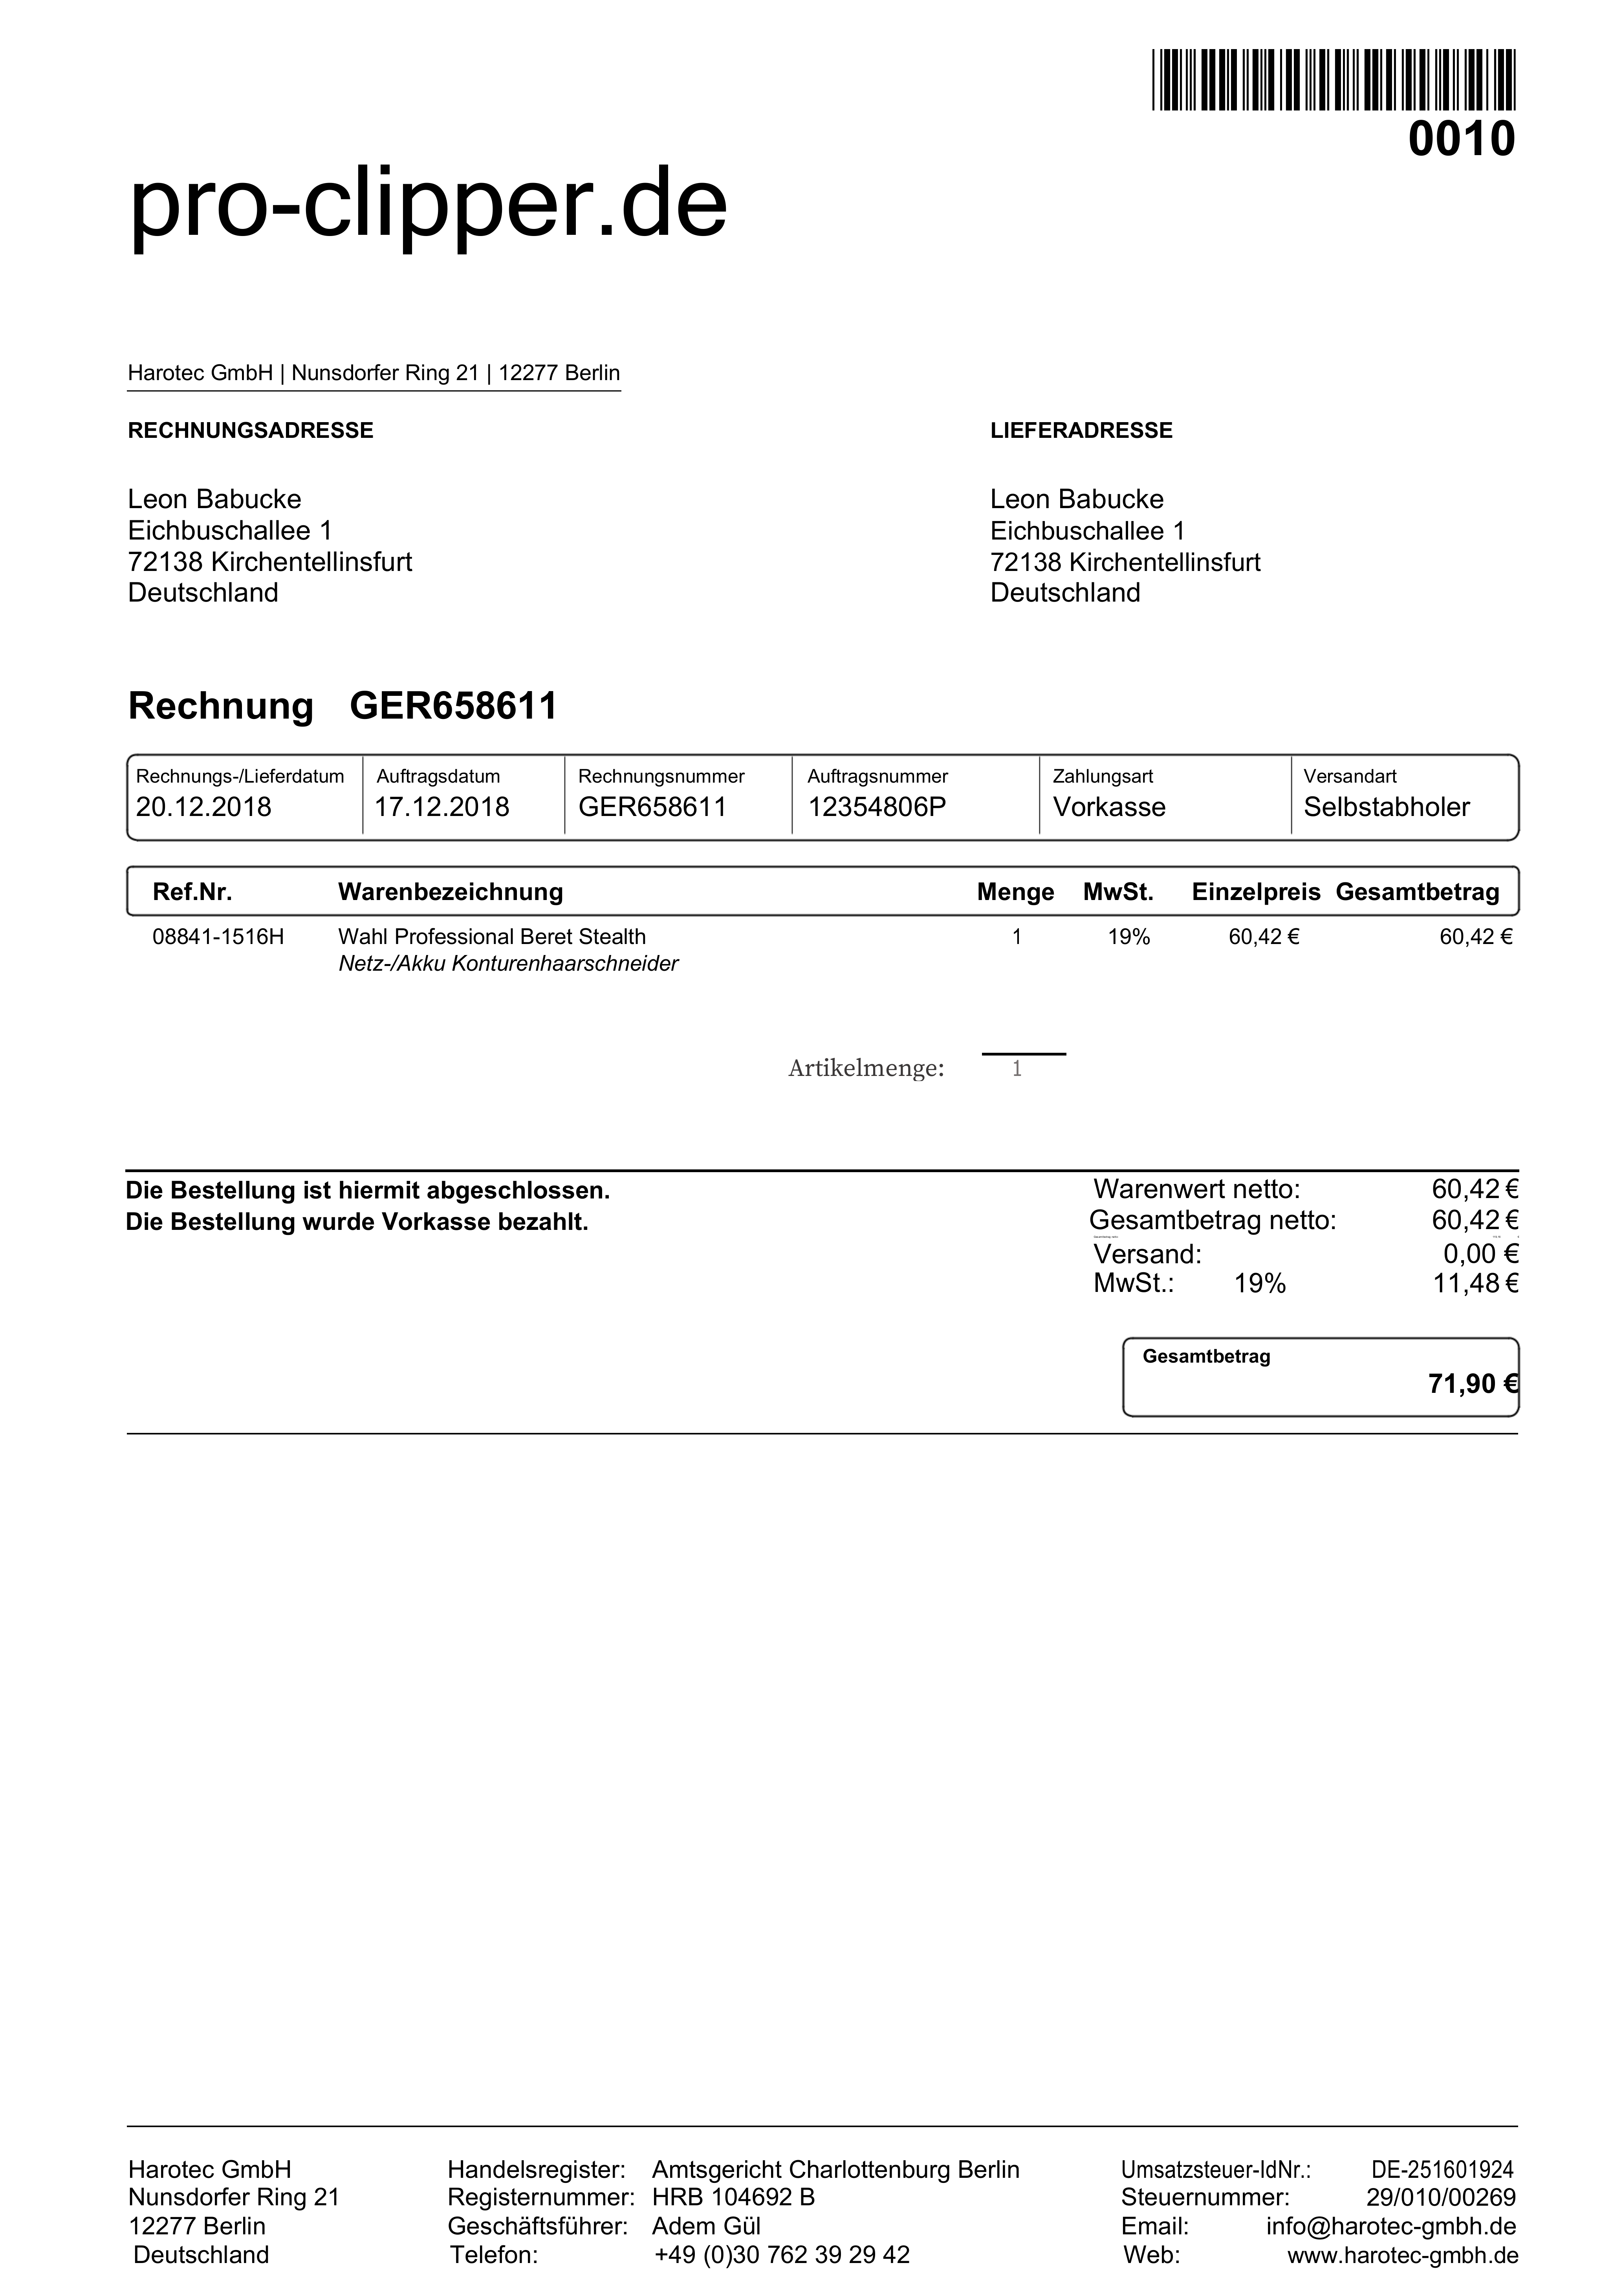 0010
pro-clipper.de
Harotec GmbH | Nunsdorfer Ring 21 | 12277 Berlin
RECHNUNGSADRESSE LIEFERADRESSE
Leon Babucke Leon Babucke
Eichbuschallee 1 Eichbuschallee 1
72138 Kirchentellinsfurt 72138 Kirchentellinsfurt
Deutschland Deutschland
Rechnung GER658611
Rechnungs-/Lieferdatum Auftragsdatum Rechnungsnummer Auftragsnummer Zahlungsart Versandart
20.12.2018 17.12.2018 GER658611 12354806P Vorkasse Selbstabholer
Ref.Nr. Warenbezeichnung Menge MwSt. Einzelpreis Gesamtbetrag
08841-1516H Wahl Professional Beret Stealth 1 19% 60,42 € 60,42 €
Netz-/Akku Konturenhaarschneider
Artikelmenge: 1
Die Bestellung ist hiermit abgeschlossen. Warenwert netto: 60,42 €
Die Bestellung wurde Vorkasse bezahlt. Gesamtbetrag netto: 60,42 €
Versand: 0,00 €
MwSt.: 19% 11,48 €
Gesamtbetrag
71,90 €
Harotec GmbH Handelsregister: Amtsgericht Charlottenburg Berlin Umsatzsteuer-IdNr.: DE-251601924
Nunsdorfer Ring 21 Registernummer: HRB 104692 B Steuernummer: 29/010/00269
12277 Berlin Geschäftsführer: Adem Gül Email: info@harotec-gmbh.de
Deutschland Telefon: +49 (0)30 762 39 29 42 Web: www.harotec-gmbh.de